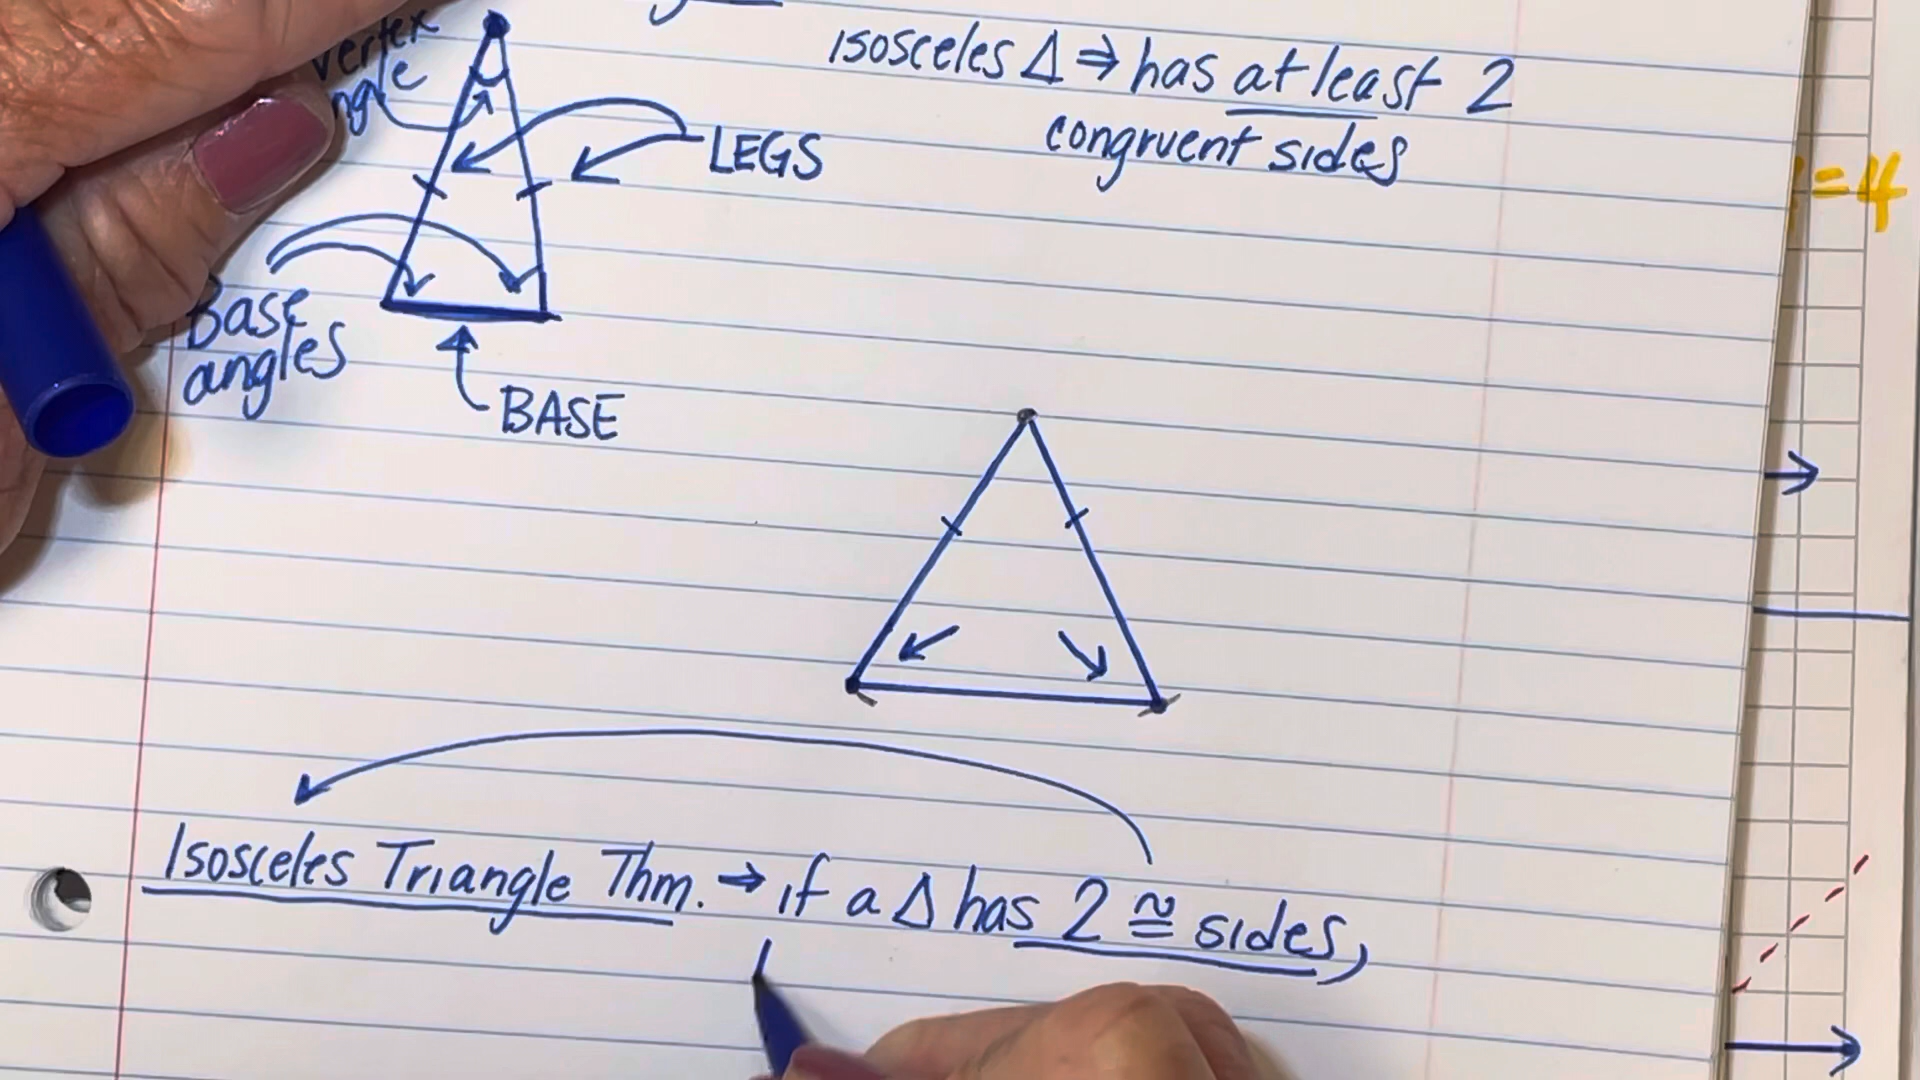 vertex
angle
isosceles Δ ⇒ has at least 2
congruent sides
LEGS
Base
angles
BASE
=4
Isosceles Triangle Thm. → if a Δ has 2 ≅ sides,